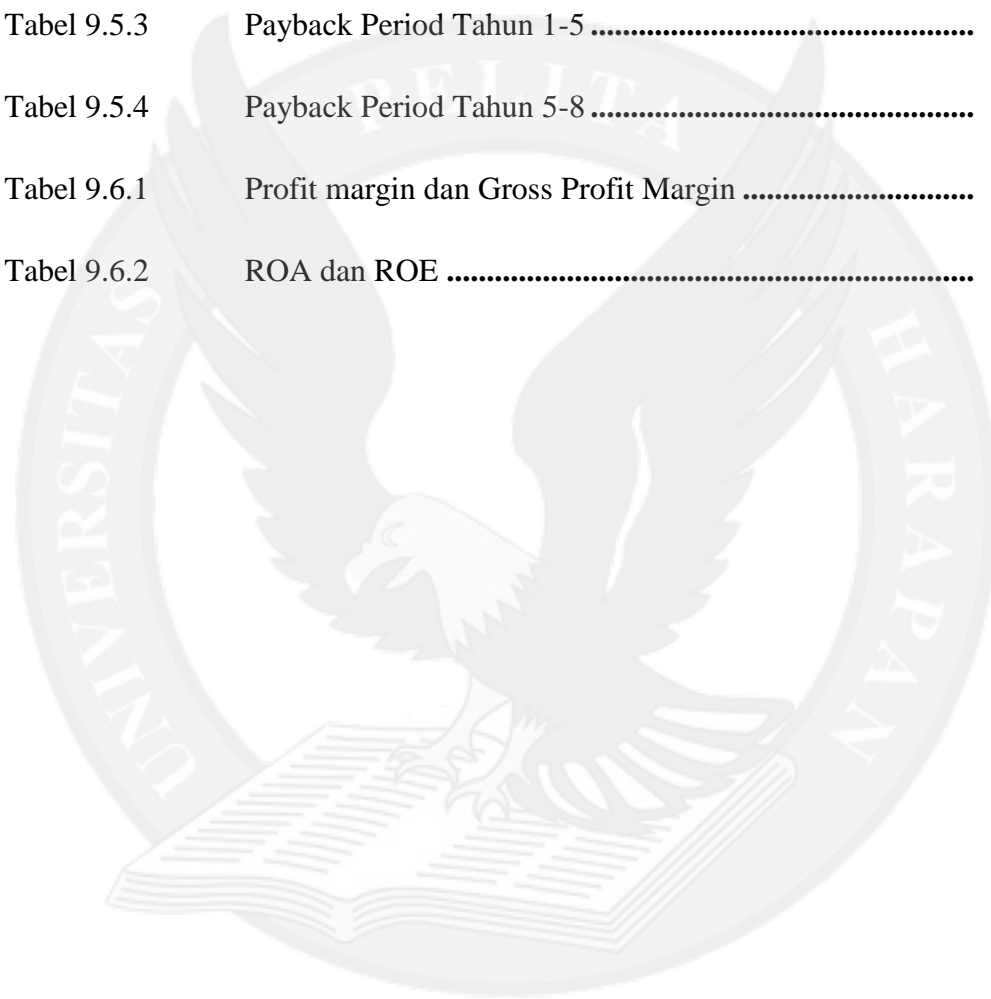 Tabel 9.5.3 Payback Period Tahun 1-5 ................................................
Tabel 9.5.4 Payback Period Tahun 5-8 ................................................
Tabel 9.6.1 Profit margin dan Gross Profit Margin .............................
Tabel 9.6.2 ROA dan ROE ..................................................................
UNIVERSITAS PELITA HARAPAN